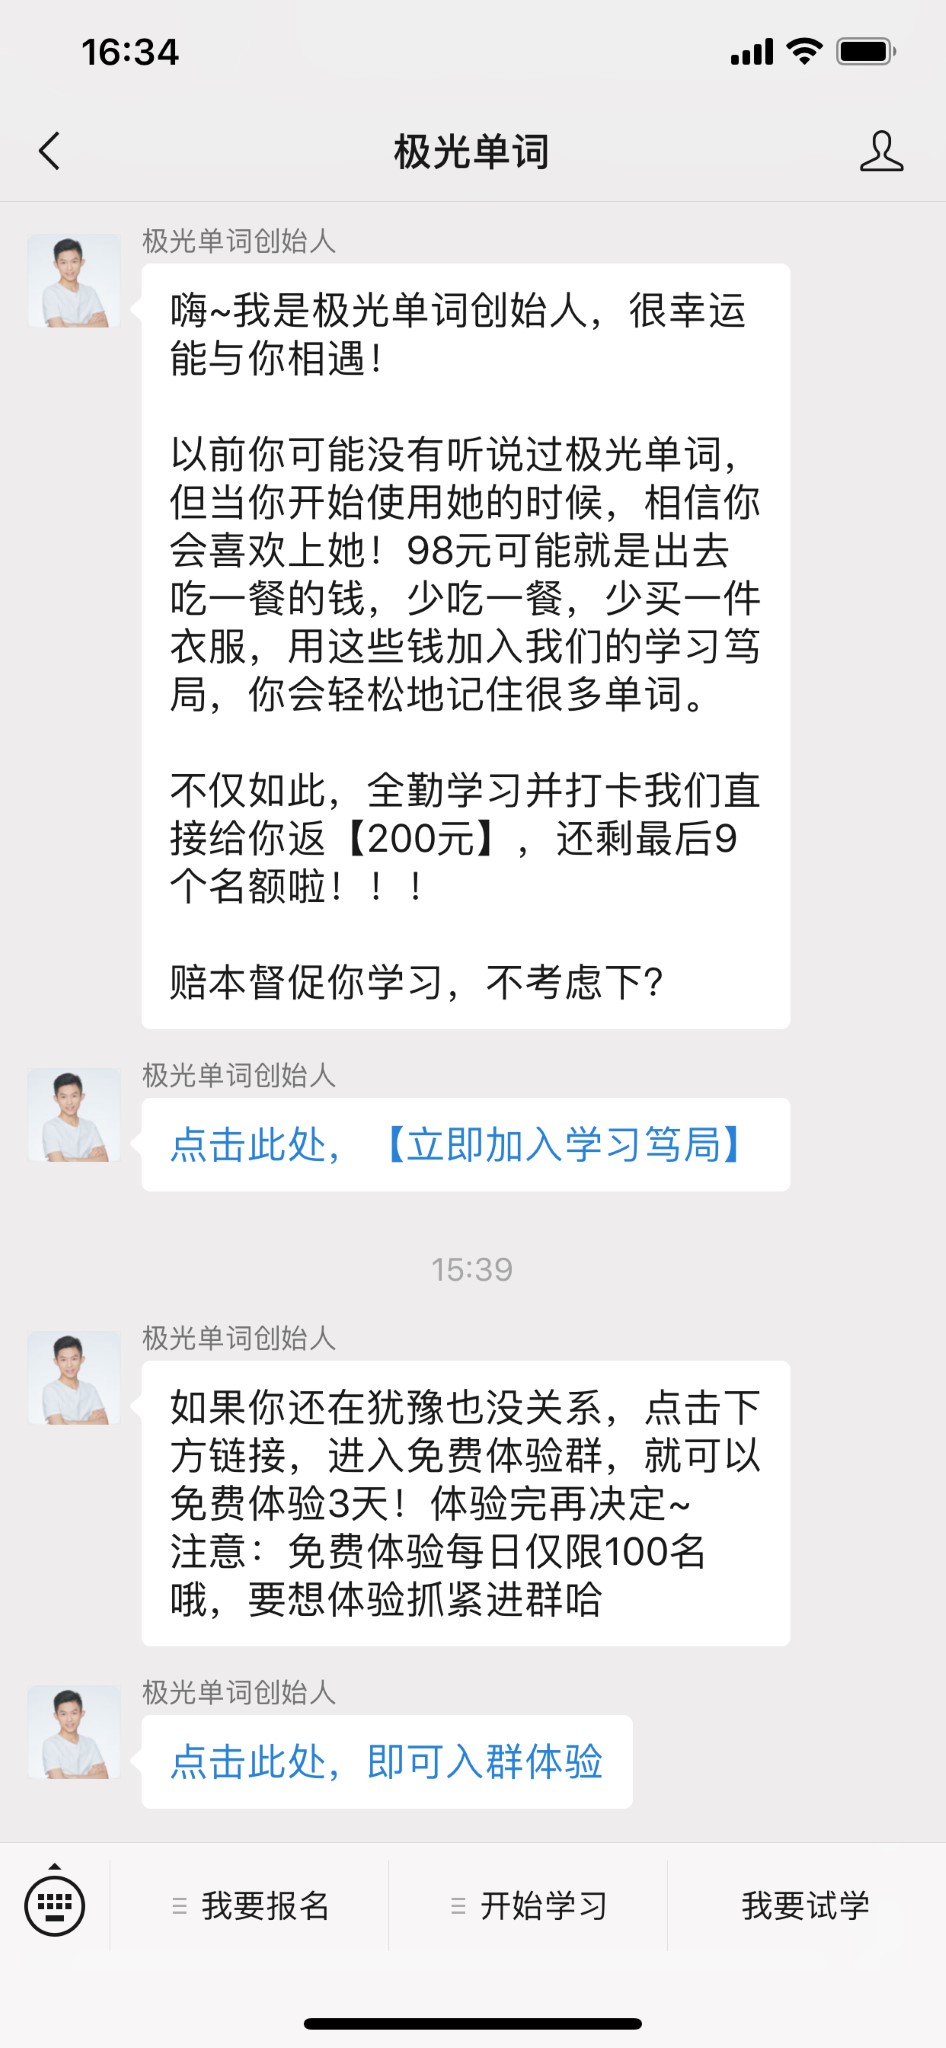 16:34
极光单词
极光单词创始人
嗨~我是极光单词创始人，很幸运
能与你相遇！
以前你可能没有听说过极光单词，
但当你开始使用她的时候，相信你
会喜欢上她！98元可能就是出去
吃一餐的钱，少吃一餐，少买一件
衣服，用这些钱加入我们的学习笃
局，你会轻松地记住很多单词。
不仅如此，全勤学习并打卡我们直
接给你返【200元】，还剩最后9
个名额啦！！！
赔本督促你学习，不考虑下?
极光单词创始人
点击此处，【立即加入学习笃局】
15:39
极光单词创始人
如果你还在犹豫也没关系，点击下
方链接，进入免费体验群，就可以
免费体验3天！体验完再决定~
注意：免费体验每日仅限100名
哦，要想体验抓紧进群哈
极光单词创始人
点击此处，即可入群体验
我要报名
开始学习
我要试学